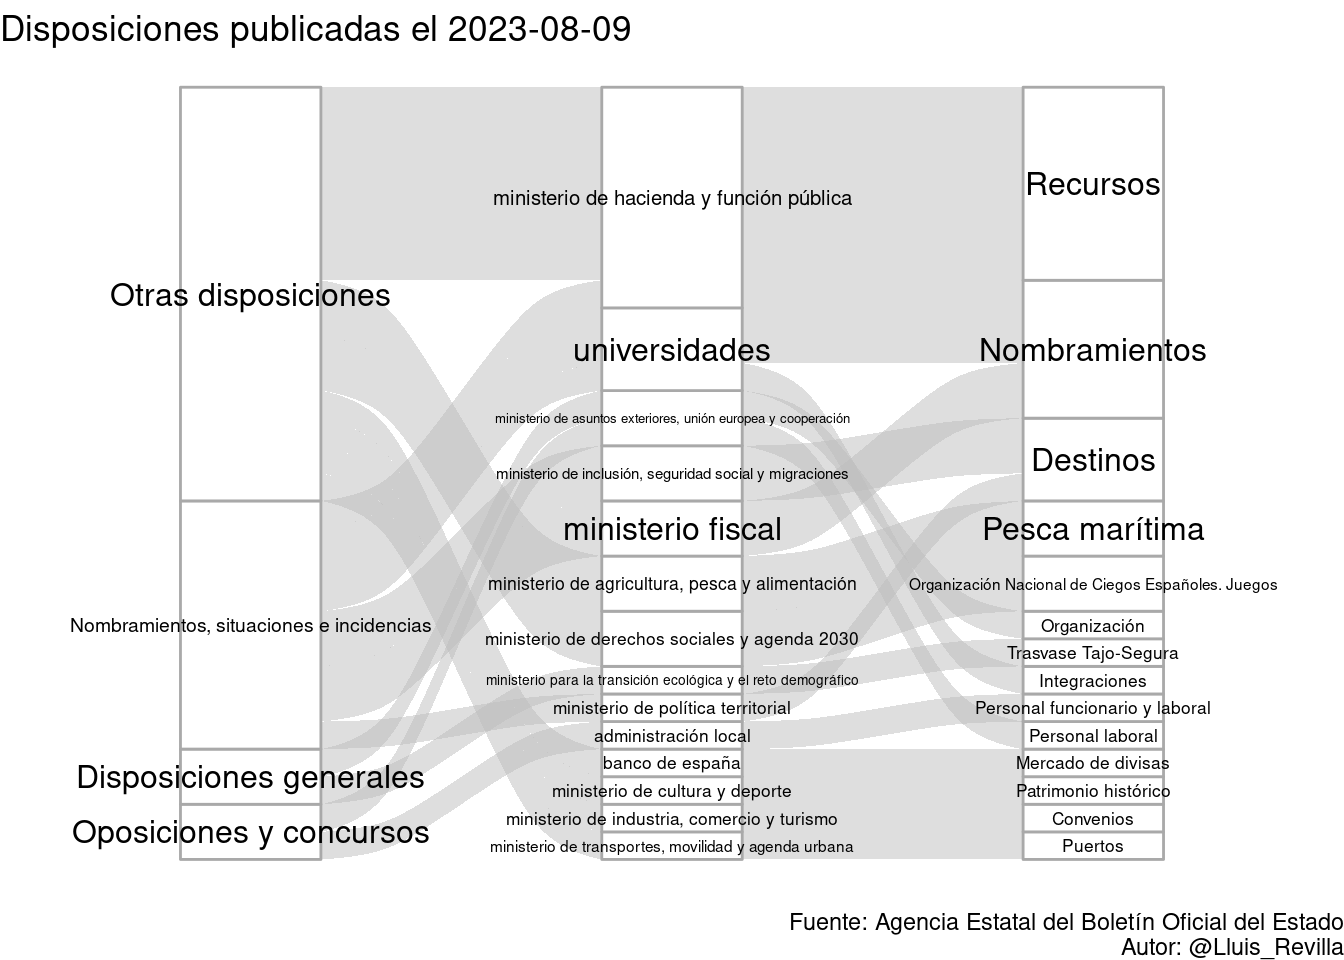 Disposiciones publicadas el 2023-08-09
Otras disposiciones
Nombramientos, situaciones e incidencias
Disposiciones generales
Oposiciones y concursos
ministerio de hacienda y función pública
universidades
ministerio de asuntos exteriores, unión europea y cooperación
ministerio de inclusión, seguridad social y migraciones
ministerio fiscal
ministerio de agricultura, pesca y alimentación
ministerio de derechos sociales y agenda 2030
ministerio para la transición ecológica y el reto demográfico
ministerio de política territorial
administración local
banco de españa
ministerio de cultura y deporte
ministerio de industria, comercio y turismo
ministerio de transportes, movilidad y agenda urbana
Recursos
Nombramientos
Destinos
Pesca marítima
Organización Nacional de Ciegos Españoles. Juegos
Organización
Trasvase Tajo-Segura
Integraciones
Personal funcionario y laboral
Personal laboral
Mercado de divisas
Patrimonio histórico
Convenios
Puertos
Fuente: Agencia Estatal del Boletín Oficial del Estado
Autor: @Lluis_Revilla